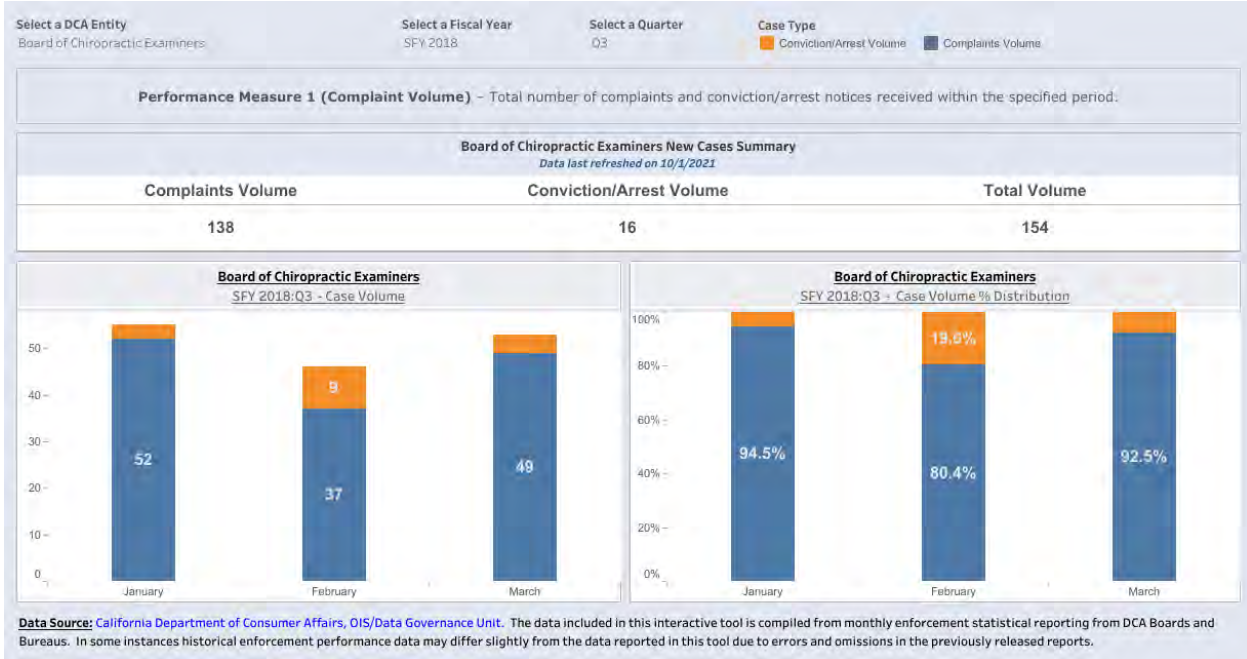 Select a DCA Entity
Board of Chiropractic Examiners
Select a Fiscal Year
SFY 2018
Select a Quarter
Q3
Case Type
Conviction/Arrest Volume
Complaints Volume
Performance Measure 1 (Complaint Volume) - Total number of complaints and conviction/arrest notices received within the specified period.
Board of Chiropractic Examiners New Cases Summary
Data last refreshed on 10/1/2021
Complaints Volume Conviction/Arrest Volume Total Volume
138 16 154
Board of Chiropractic Examiners
SFY 2018:Q3 - Case Volume
50
40
30
20
10
0
52
9
37
49
January February March
Board of Chiropractic Examiners
SFY 2018:Q3 - Case Volume % Distribution
100%
80%
60%
40%
20%
0%
94.5%
19.6%
80.4%
92.5%
January February March
Data Source: California Department of Consumer Affairs, OIS/Data Governance Unit. The data included in this interactive tool is compiled from monthly enforcement statistical reporting from DCA Boards and
Bureaus. In some instances historical enforcement performance data may differ slightly from the data reported in this tool due to errors and omissions in the previously released reports.